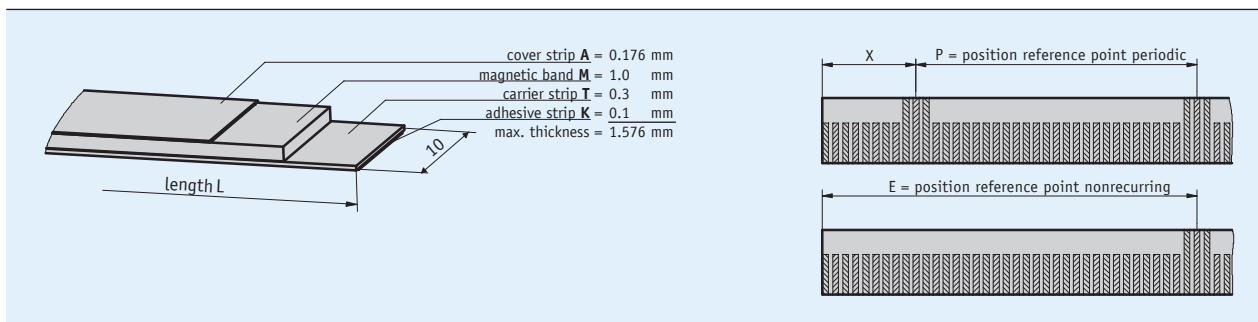 cover strip A = 0.176 mm
magnetic band M = 1.0 mm
carrier strip T = 0.3 mm
adhesive strip K = 0.1 mm
max. thickness = 1.576 mm
10
length L
X
P = position reference point periodic
E = position reference point nonrecurring